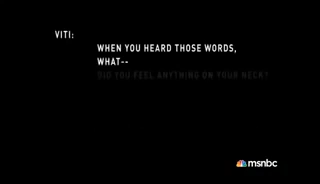 VITI:
WHEN YOU HEARD THOSE WORDS,
WHAT--
DID YOU FEEL ANYTHING ON YOUR NECK?
msnbc